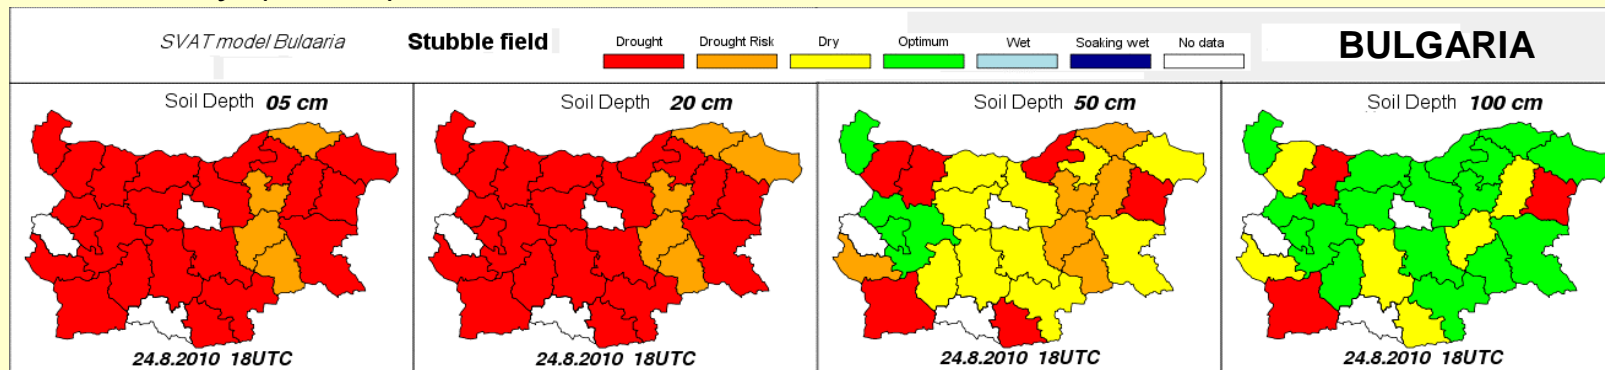 SVAT model Bulgaria
Stubble field
Drought Drought Risk Dry Optimum Wet Soaking wet No data
BULGARIA
Soil Depth 05 cm
24.8.2010 18UTC
Soil Depth 20 cm
24.8.2010 18UTC
Soil Depth 50 cm
24.8.2010 18UTC
Soil Depth 100 cm
24.8.2010 18UTC